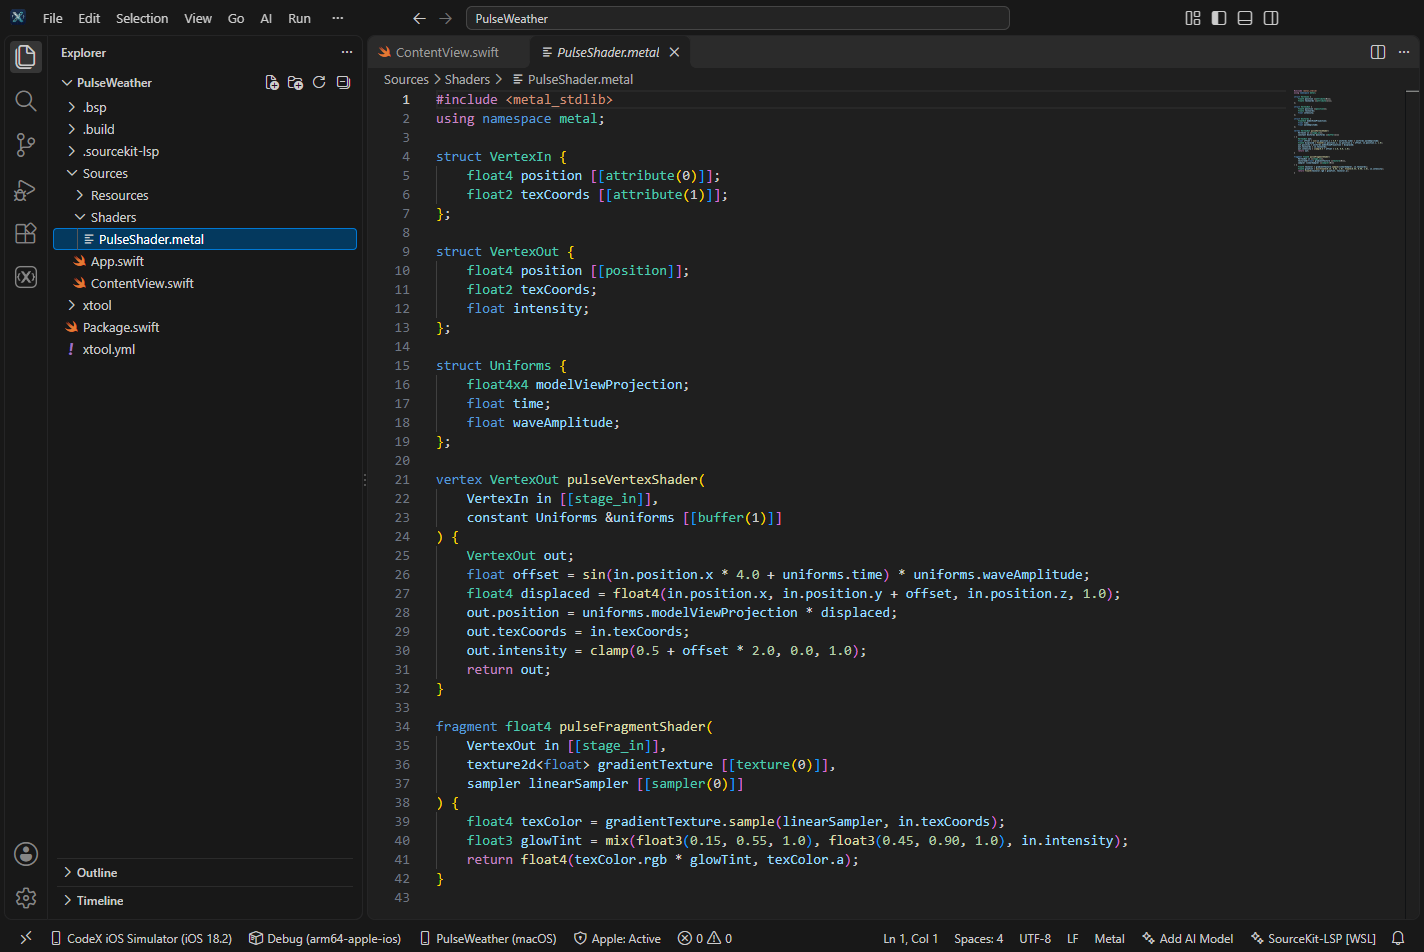 File Edit Selection View Go AI Run ···
PulseWeather
Explorer
PulseWeather
.bsp
.build
.sourcekit-lsp
Sources
Resources
Shaders
PulseShader.metal
App.swift
ContentView.swift
xtool
Package.swift
! xtool.yml
Outline
Timeline
ContentView.swift PulseShader.metal
Sources > Shaders > PulseShader.metal
1 #include <metal_stdlib>
2 using namespace metal;
3
4 struct VertexIn {
5     float4 position [[attribute(0)]];
6     float2 texCoords [[attribute(1)]];
7 };
8
9 struct VertexOut {
10     float4 position [[position]];
11     float2 texCoords;
12     float intensity;
13 };
14
15 struct Uniforms {
16     float4x4 modelViewProjection;
17     float time;
18     float waveAmplitude;
19 };
20
21 vertex VertexOut pulseVertexShader(
22     VertexIn in [[stage_in]],
23     constant Uniforms &uniforms [[buffer(1)]]
24 ) {
25     VertexOut out;
26     float offset = sin(in.position.x * 4.0 + uniforms.time) * uniforms.waveAmplitude;
27     float4 displaced = float4(in.position.x, in.position.y + offset, in.position.z, 1.0);
28     out.position = uniforms.modelViewProjection * displaced;
29     out.texCoords = in.texCoords;
30     out.intensity = clamp(0.5 + offset * 2.0, 0.0, 1.0);
31     return out;
32 }
33
34 fragment float4 pulseFragmentShader(
35     VertexOut in [[stage_in]],
36     texture2d<float> gradientTexture [[texture(0)]],
37     sampler linearSampler [[sampler(0)]]
38 ) {
39     float4 texColor = gradientTexture.sample(linearSampler, in.texCoords);
40     float3 glowTint = mix(float3(0.15, 0.55, 1.0), float3(0.45, 0.90, 1.0), in.intensity);
41     return float4(texColor.rgb * glowTint, texColor.a);
42 }
43
CodeX iOS Simulator (iOS 18.2) Debug (arm64-apple-ios) PulseWeather (macOS) Apple: Active 0 0 Ln 1, Col 1 Spaces: 4 UTF-8 LF Metal Add AI Model SourceKit-LSP [WSL]